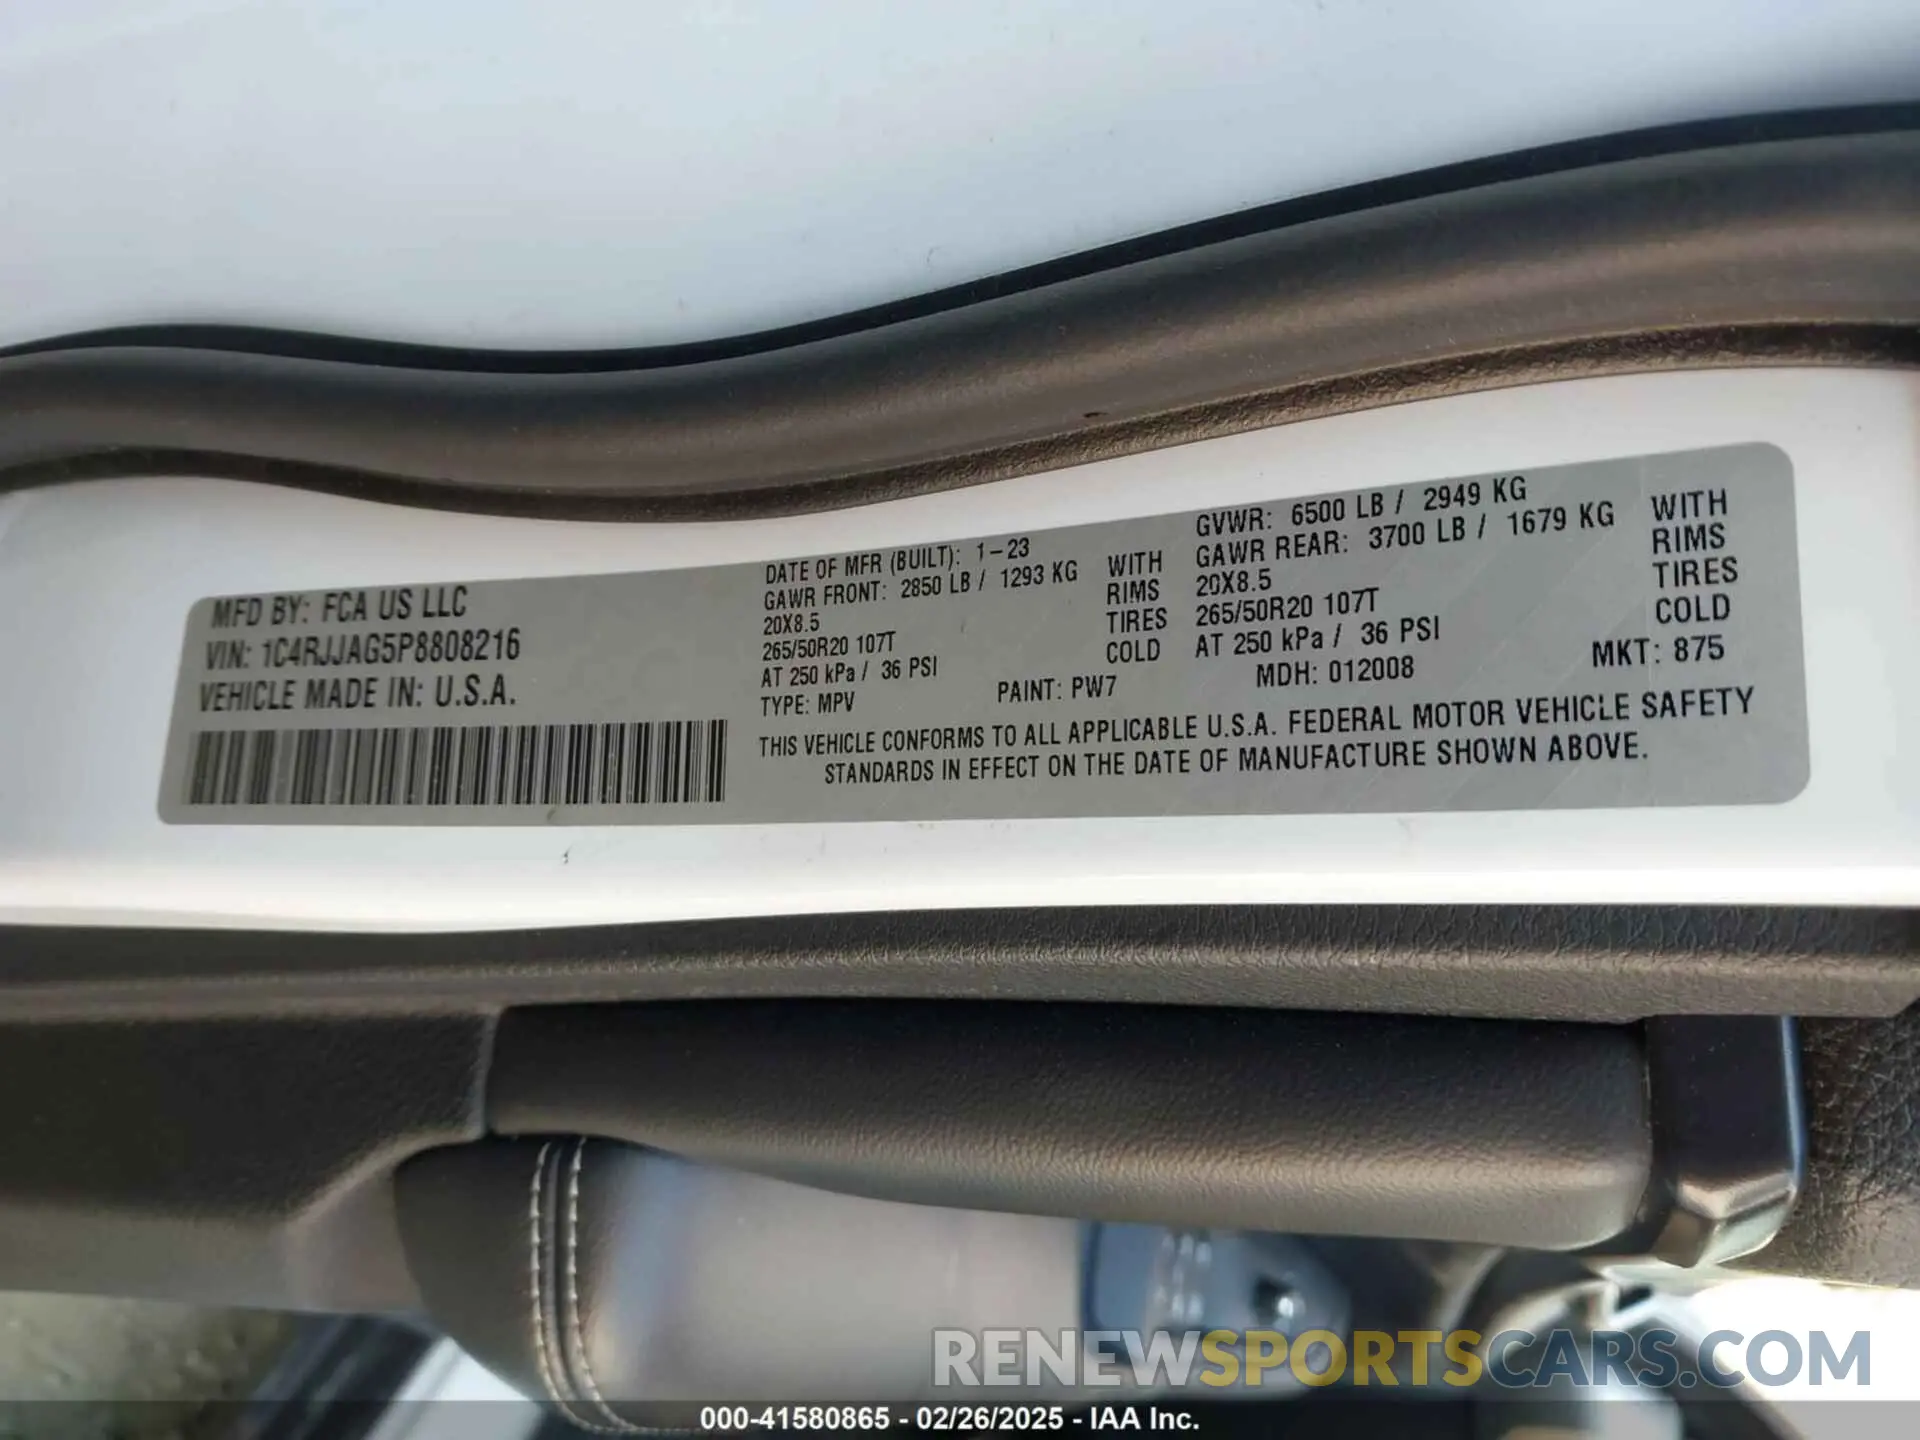 MFD BY: FCA US LLC
VIN: 1C4RJJAG5P8808216
VEHICLE MADE IN: U.S.A.
DATE OF MFR (BUILT): 1-23
GAWR FRONT: 2850 LB / 1293 KG WITH
20X8.5 RIMS
265/50R20 107T TIRES
AT 250 kPa / 36 PSI COLD
GVWR: 6500 LB / 2949 KG
GAWR REAR: 3700 LB / 1679 KG WITH
20X8.5 RIMS
265/50R20 107T TIRES
AT 250 kPa / 36 PSI COLD
TYPE: MPV PAINT: PW7 MDH: 012008 MKT: 875
THIS VEHICLE CONFORMS TO ALL APPLICABLE U.S.A. FEDERAL MOTOR VEHICLE SAFETY
STANDARDS IN EFFECT ON THE DATE OF MANUFACTURE SHOWN ABOVE.
RENEWSPORTSCARS.COM
000-41580865 - 02/26/2025 - IAA Inc.